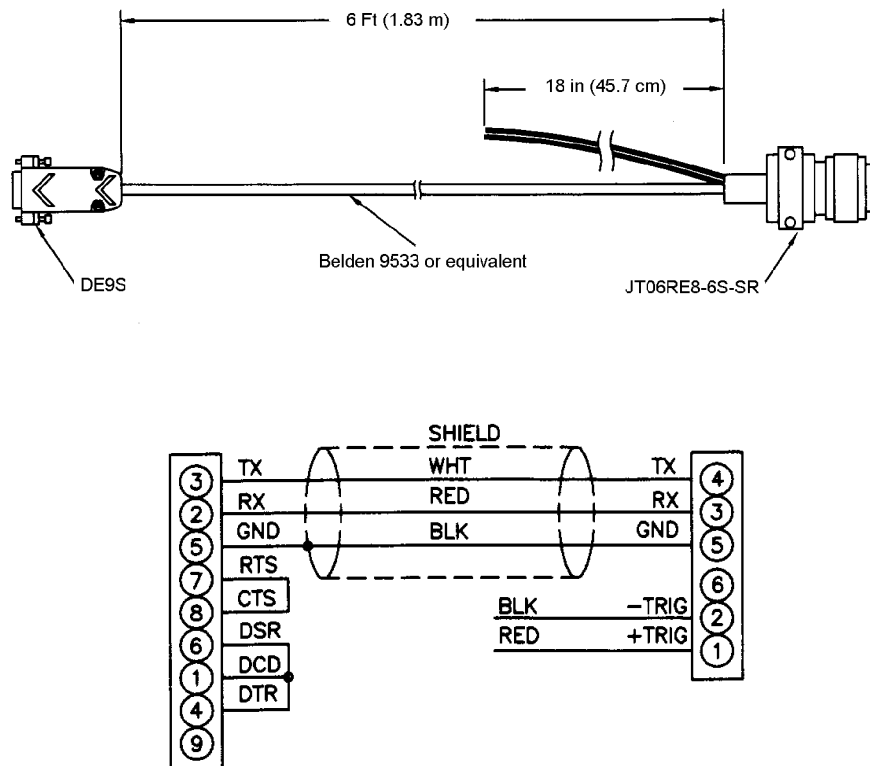 6 Ft (1.83 m)
18 in (45.7 cm)
Belden 9533 or equivalent
DE9S
JT06RE8-6S-SR
SHIELD
3 TX WHT TX 4
2 RX RED RX 3
5 GND BLK GND 5
7 RTS
6
8 CTS
BLK -TRIG 2
6 DSR
RED +TRIG 1
1 DCD
4 DTR
9